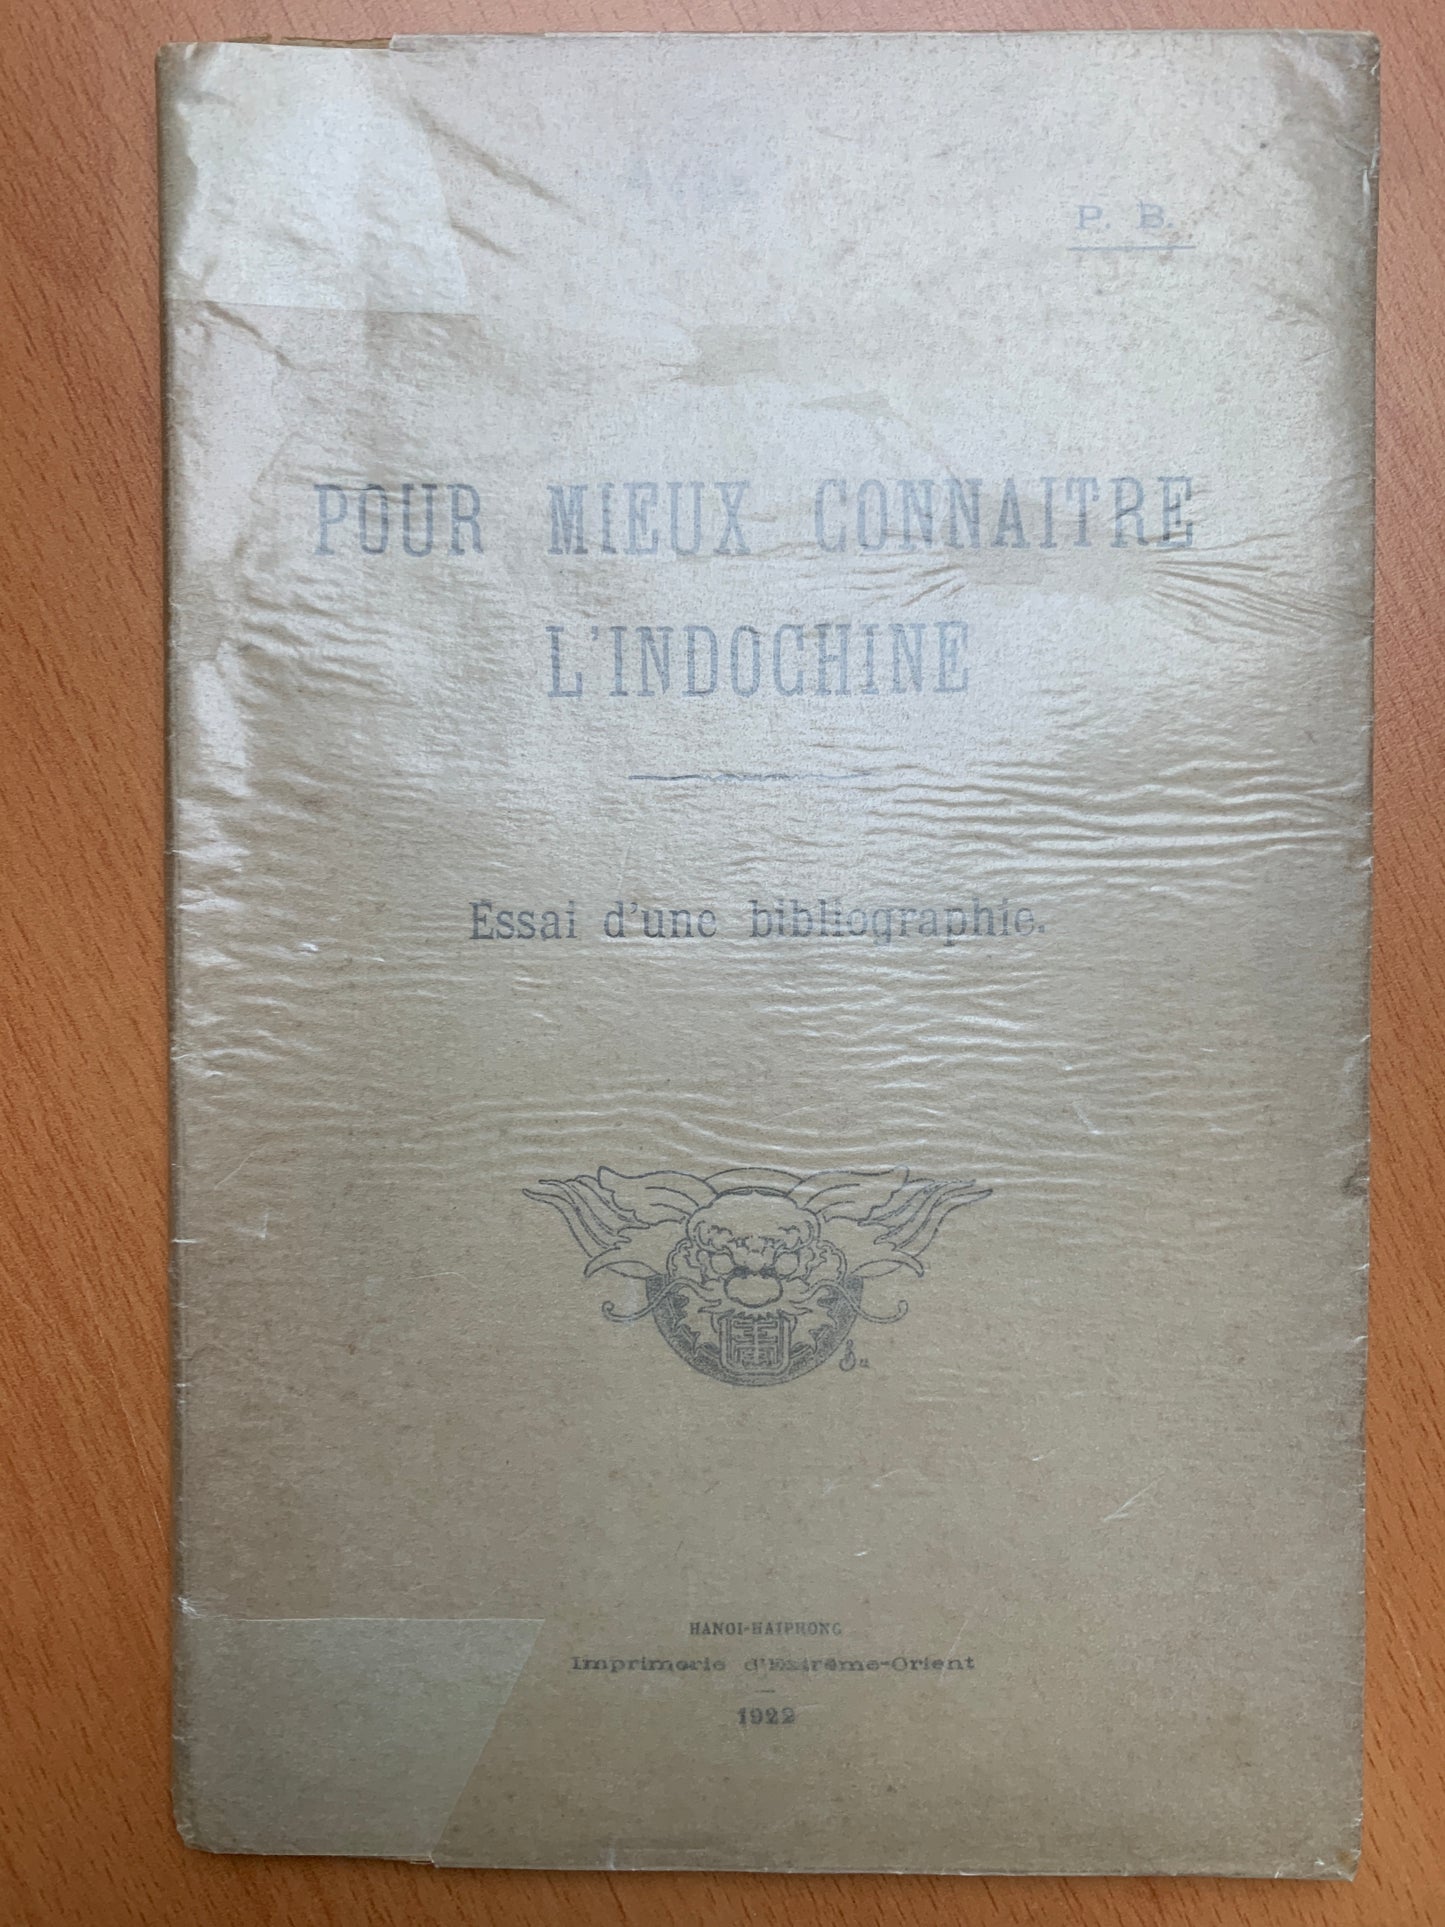 P. B.
POUR MIEUX CONNAITRE
L'INDOCHINE
Essai d'une bibliographie.
HANOI-HAIPHONG
Imprimerie d'Extrême-Orient
1922